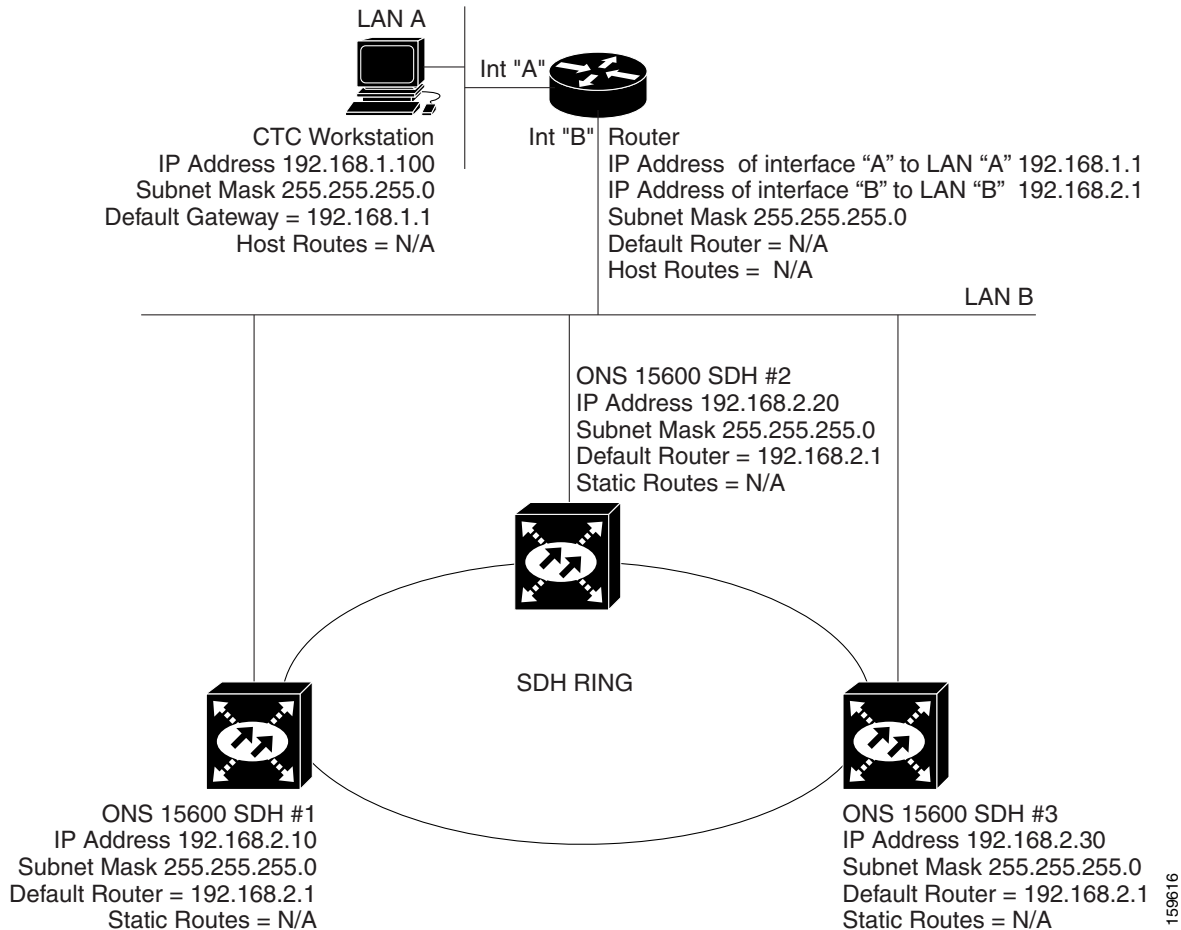 LAN A
Int "A"
CTC Workstation
IP Address 192.168.1.100
Subnet Mask 255.255.255.0
Default Gateway = 192.168.1.1
Host Routes = N/A
Int "B"
Router
IP Address of interface “A” to LAN “A” 192.168.1.1
IP Address of interface “B” to LAN “B” 192.168.2.1
Subnet Mask 255.255.255.0
Default Router = N/A
Host Routes = N/A
LAN B
ONS 15600 SDH #2
IP Address 192.168.2.20
Subnet Mask 255.255.255.0
Default Router = 192.168.2.1
Static Routes = N/A
SDH RING
ONS 15600 SDH #1
IP Address 192.168.2.10
Subnet Mask 255.255.255.0
Default Router = 192.168.2.1
Static Routes = N/A
ONS 15600 SDH #3
IP Address 192.168.2.30
Subnet Mask 255.255.255.0
Default Router = 192.168.2.1
Static Routes = N/A
159616